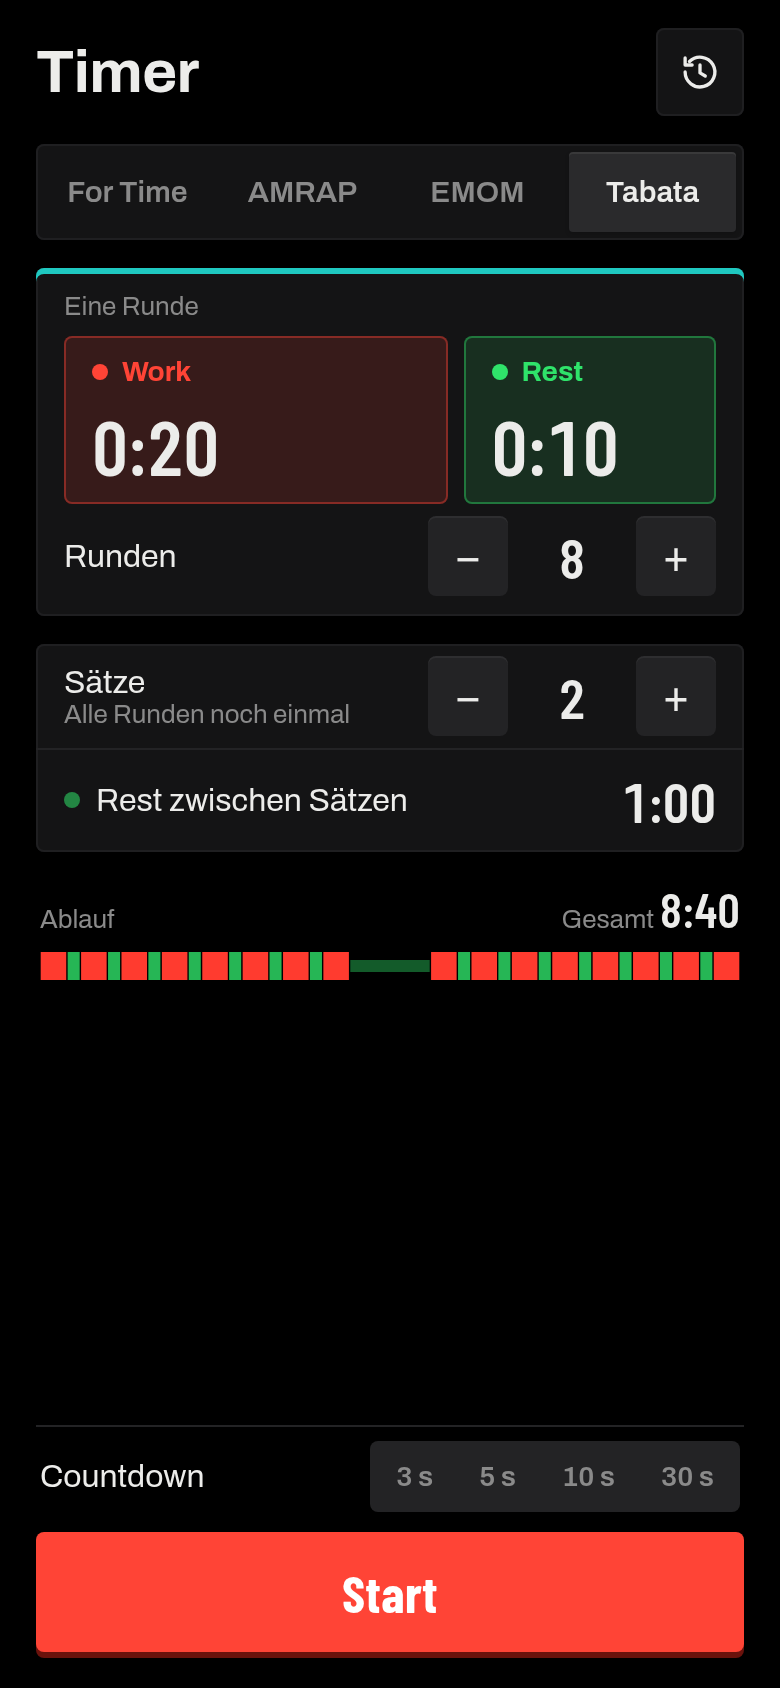 Timer
For Time AMRAP EMOM Tabata
Eine Runde
Work Rest
0:20 0:10
Runden − 8 +
Sätze − 2 +
Alle Runden noch einmal
Rest zwischen Sätzen 1:00
Ablauf Gesamt 8:40
Countdown 3 s 5 s 10 s 30 s
Start